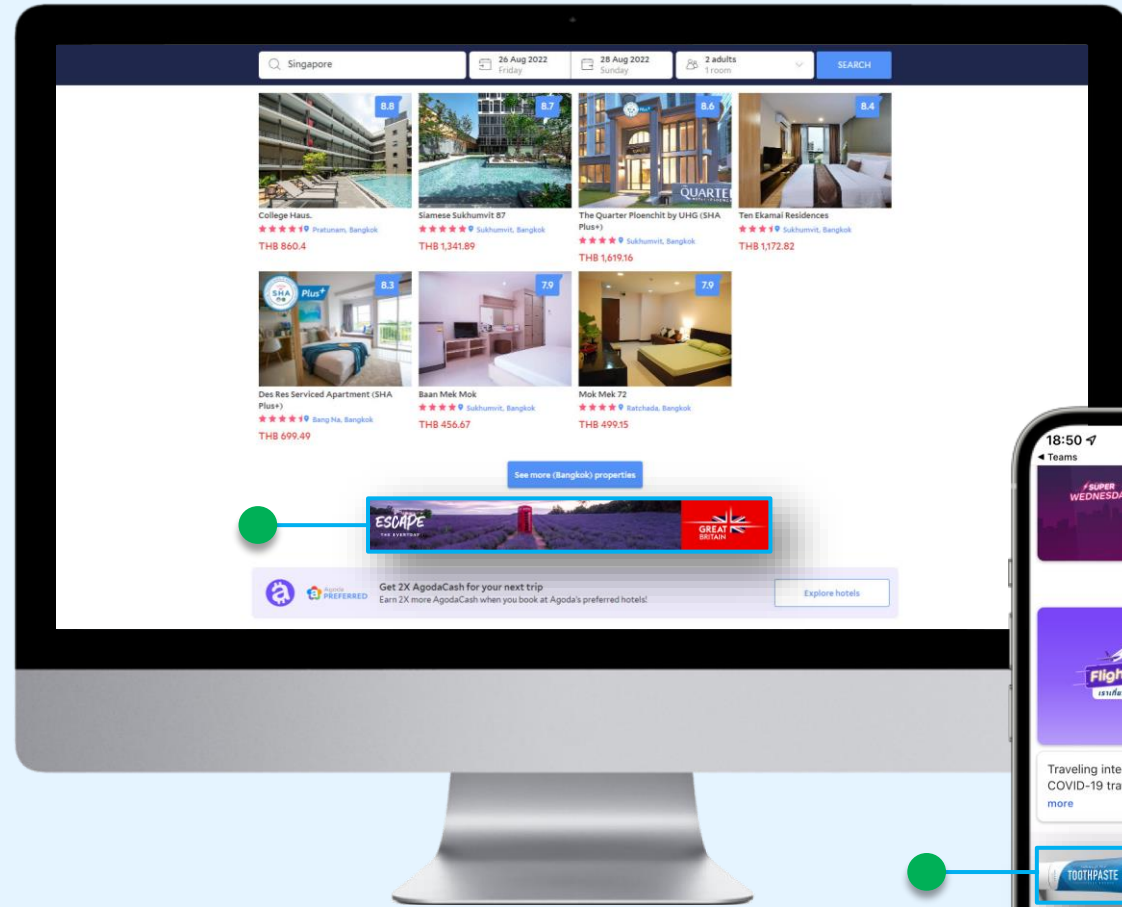 Singapore
26 Aug 2022
Friday
28 Aug 2022
Sunday
2 adults
1 room
SEARCH
8.8
8.7
8.6
8.4
QUARTE
College Haus.
Pratunam, Bangkok
THB 860.4
Siamese Sukhumvit 87
Sukhumvit, Bangkok
THB 1,341.89
The Quarter Ploenchit by UHG (SHA
Plus+)
Sukhumvit, Bangkok
THB 1,619.16
Ten Ekamai Residences
Sukhumvit, Bangkok
THB 1,172.82
SHA Plus+
8.3
7.9
7.9
Des Res Serviced Apartment (SHA
Plus+)
Bang Na, Bangkok
THB 699.49
Baan Mek Mok
Sukhumvit, Bangkok
THB 456.67
Mok Mek 72
Ratchada, Bangkok
THB 499.15
See more (Bangkok) properties
ESCAPE
THE EVERYDAY
GREAT
BRITAIN
Agoda
PREFERRED
Get 2X AgodaCash for your next trip
Earn 2X more AgodaCash when you book at Agoda's preferred hotels!
Explore hotels
18:50
Teams
SUPER
WEDNESDA
Fligh
Traveling inte
COVID-19 tra
more
TOOTHPASTE